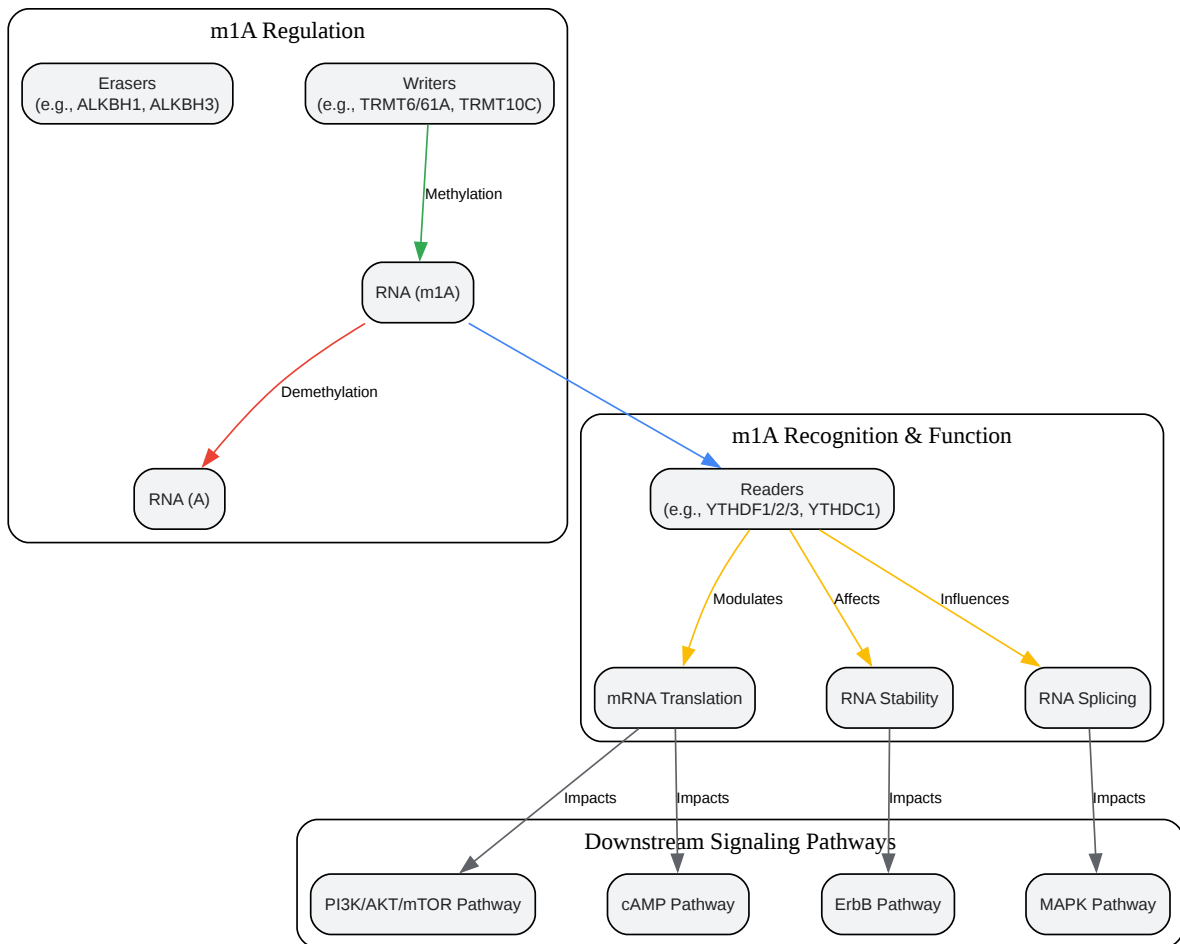 m1A Regulation
Erasers
(e.g., ALKBH1, ALKBH3)
Writers
(e.g., TRMT6/61A, TRMT10C)
Methylation
RNA (m1A)
Demethylation
RNA (A)
m1A Recognition & Function
Readers
(e.g., YTHDF1/2/3, YTHDC1)
Modulates
Affects
Influences
mRNA Translation
RNA Stability
RNA Splicing
Impacts
Impacts
Impacts
Impacts
Downstream Signaling Pathways
PI3K/AKT/mTOR Pathway
cAMP Pathway
ErbB Pathway
MAPK Pathway